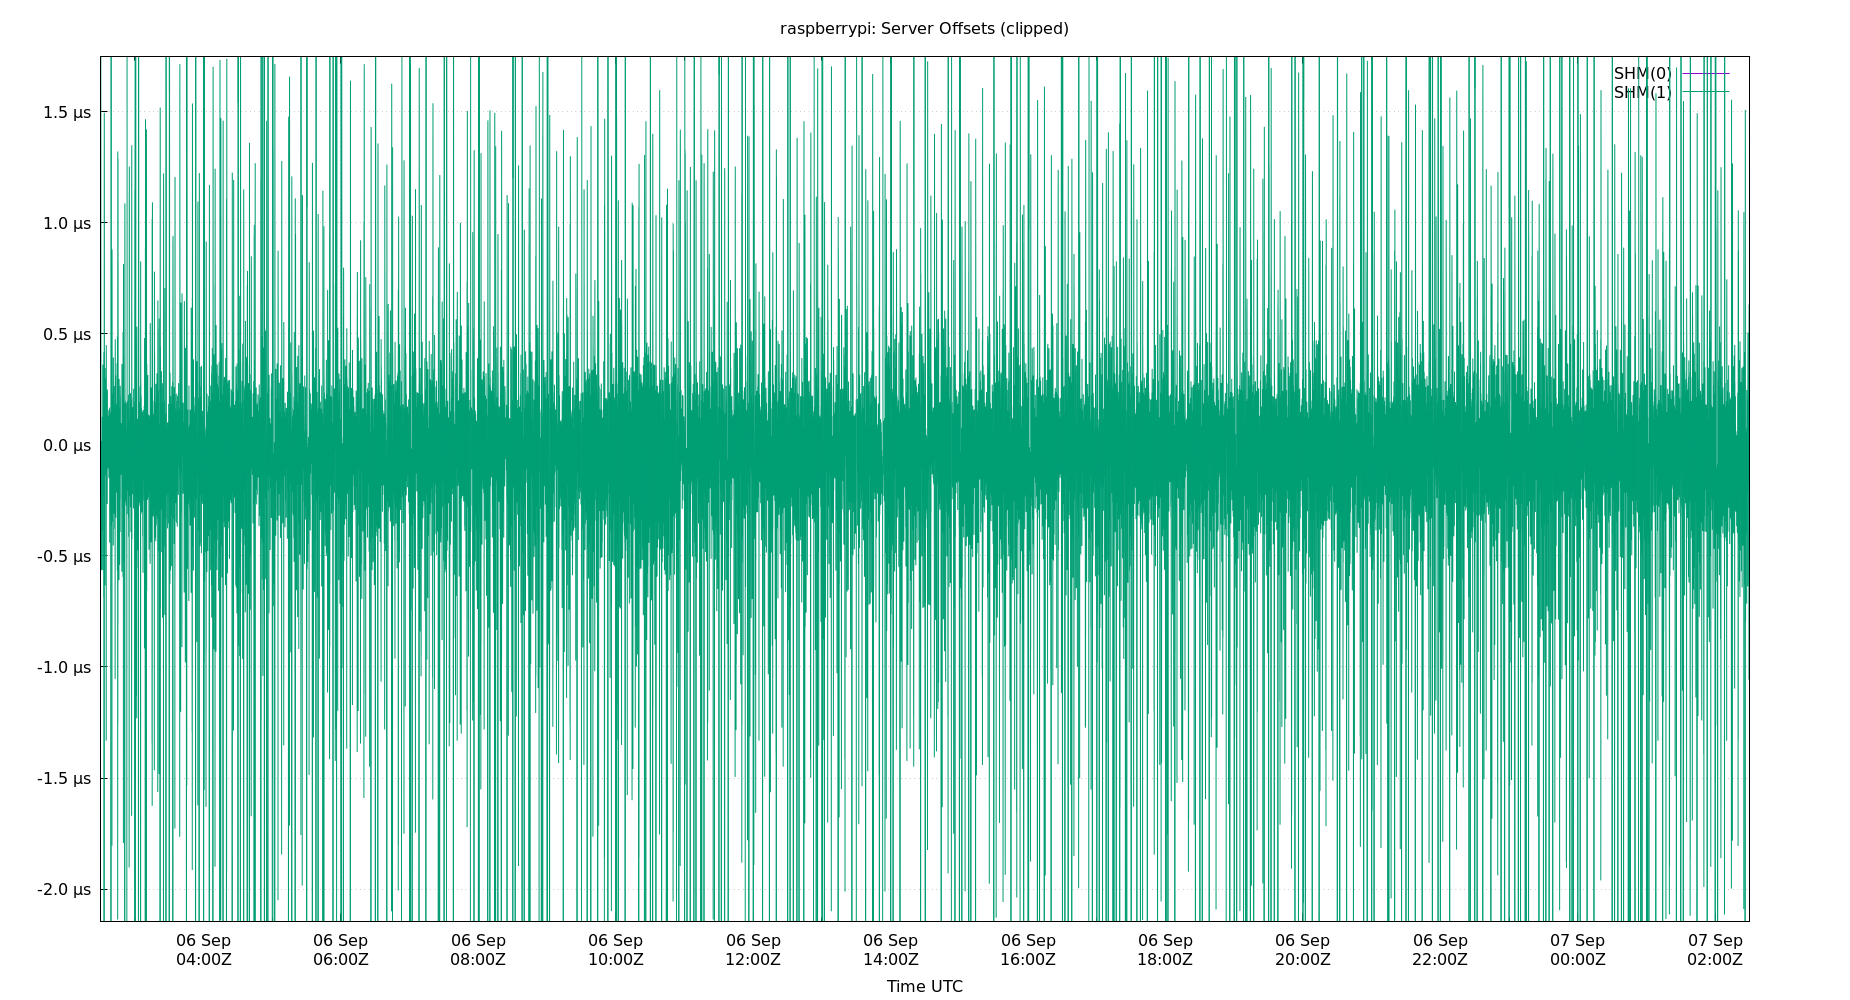 raspberrypi: Server Offsets (clipped)
SHM(0)
SHM(1)
1.5 µs
1.0 µs
0.5 µs
0.0 µs
-0.5 µs
-1.0 µs
-1.5 µs
-2.0 µs
06 Sep 06 Sep 06 Sep 06 Sep 06 Sep 06 Sep 06 Sep 06 Sep 06 Sep 06 Sep 07 Sep 07 Sep
04:00Z 06:00Z 08:00Z 10:00Z 12:00Z 14:00Z 16:00Z 18:00Z 20:00Z 22:00Z 00:00Z 02:00Z
Time UTC